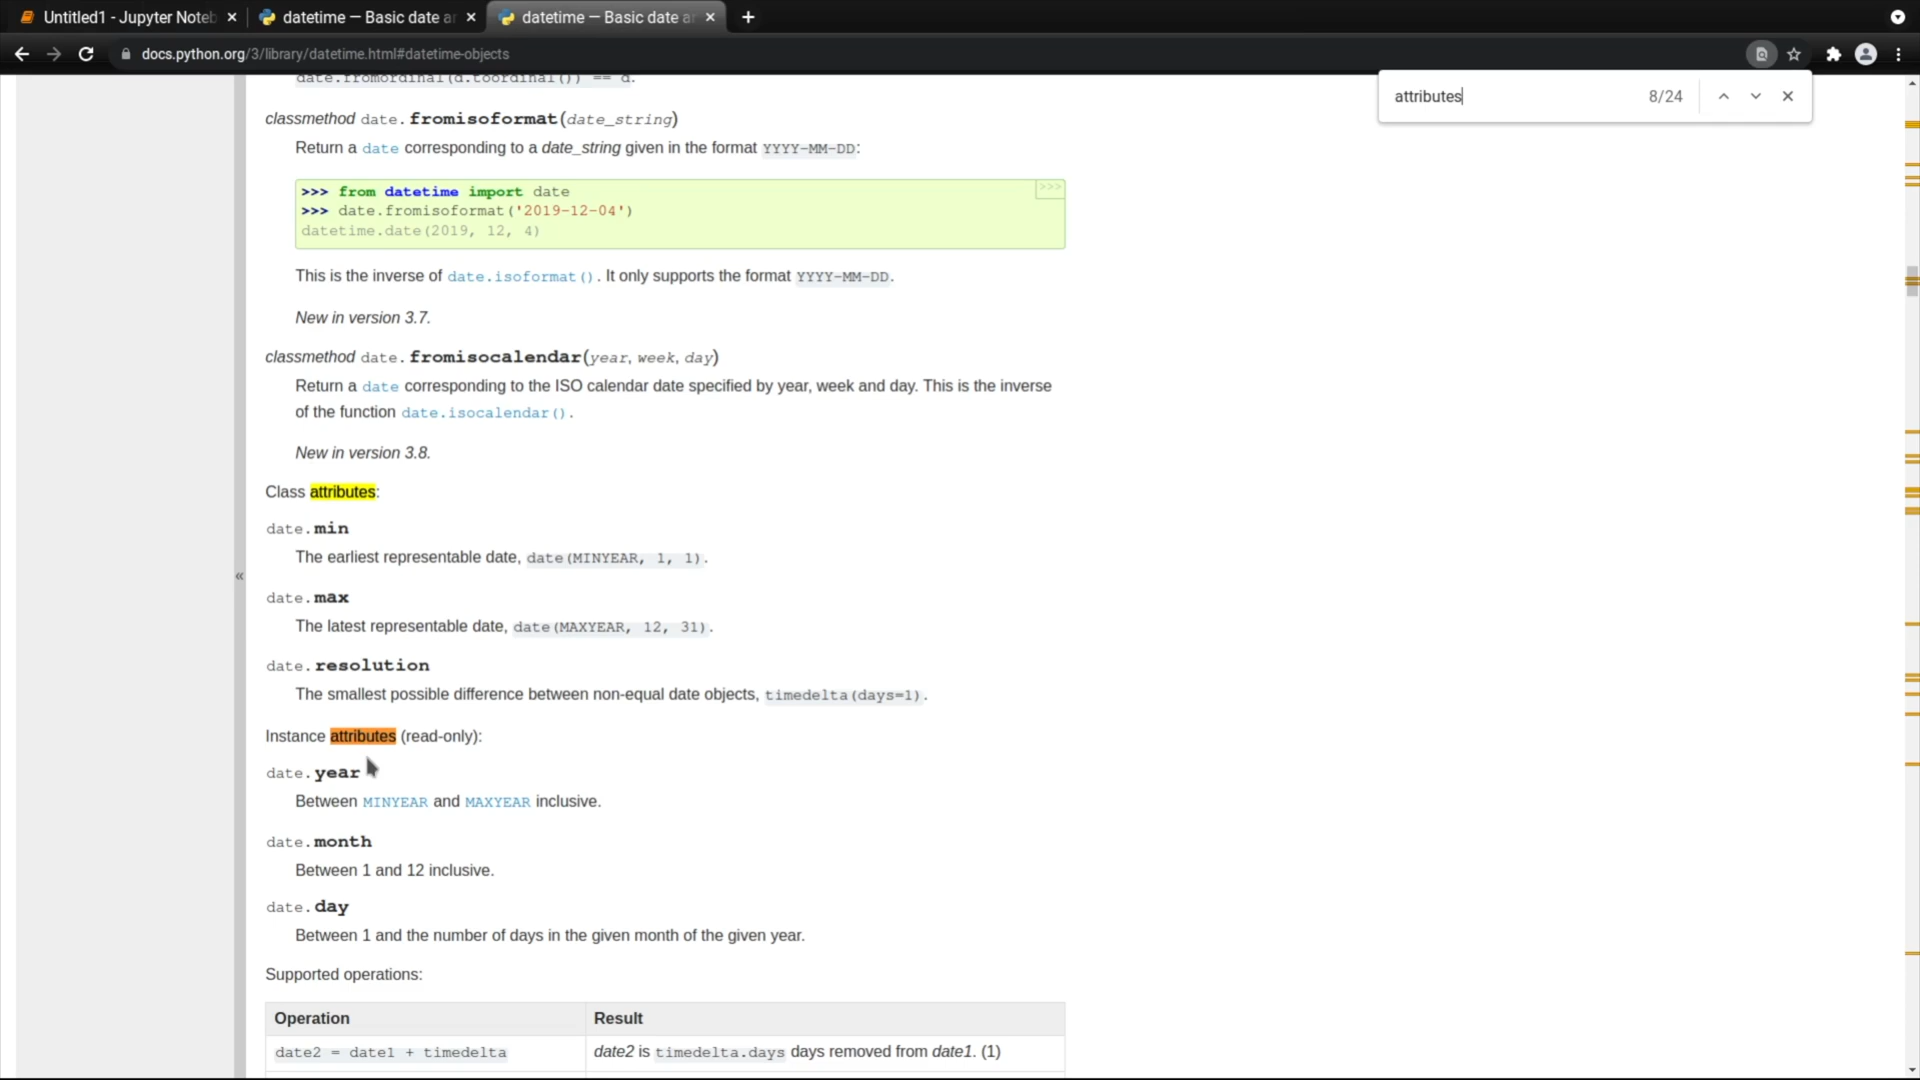 Untitled1 - Jupyter Noteb
datetime — Basic date ar
datetime — Basic date ar
docs.python.org/3/library/datetime.html#datetime-objects
attributes 8/24
date.fromordinal(d.toordinal()) == d.
classmethod date.fromisoformat(date_string)
Return a date corresponding to a date_string given in the format YYYY-MM-DD:
>>> from datetime import date
>>> date.fromisoformat('2019-12-04')
datetime.date(2019, 12, 4)
>>>
This is the inverse of date.isoformat(). It only supports the format YYYY-MM-DD.
New in version 3.7.
classmethod date.fromisocalendar(year, week, day)
Return a date corresponding to the ISO calendar date specified by year, week and day. This is the inverse
of the function date.isocalendar().
New in version 3.8.
Class attributes:
date.min
The earliest representable date, date(MINYEAR, 1, 1).
date.max
The latest representable date, date(MAXYEAR, 12, 31).
date.resolution
The smallest possible difference between non-equal date objects, timedelta(days=1).
Instance attributes (read-only):
date.year
Between MINYEAR and MAXYEAR inclusive.
date.month
Between 1 and 12 inclusive.
date.day
Between 1 and the number of days in the given month of the given year.
Supported operations:
Operation Result
date2 = date1 + timedelta date2 is timedelta.days days removed from date1. (1)
«